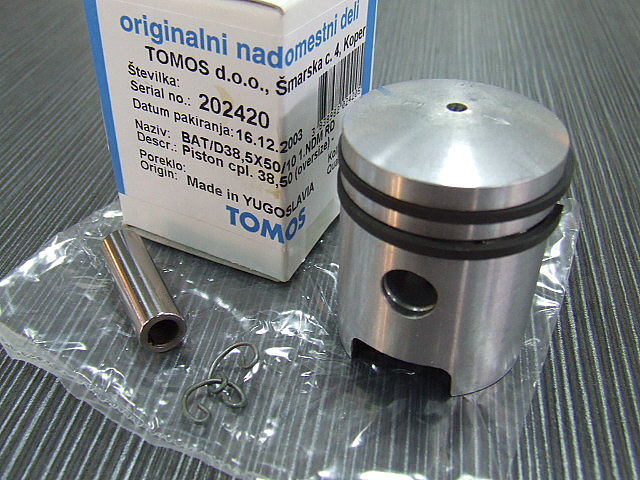 originalni nadomestni deli
TOMOS d.o.o., Šmarska c. 4, Koper
Številka:
Serial no.: 202420
Datum pakiranja: 16.12.2003
Naziv: BAT/D38,5X50/10 1.NDM RD
Descr.: Piston cpl. 38,50 (oversize)
Poreklo:
Origin: Made in YUGOSLAVIA
TOMOS